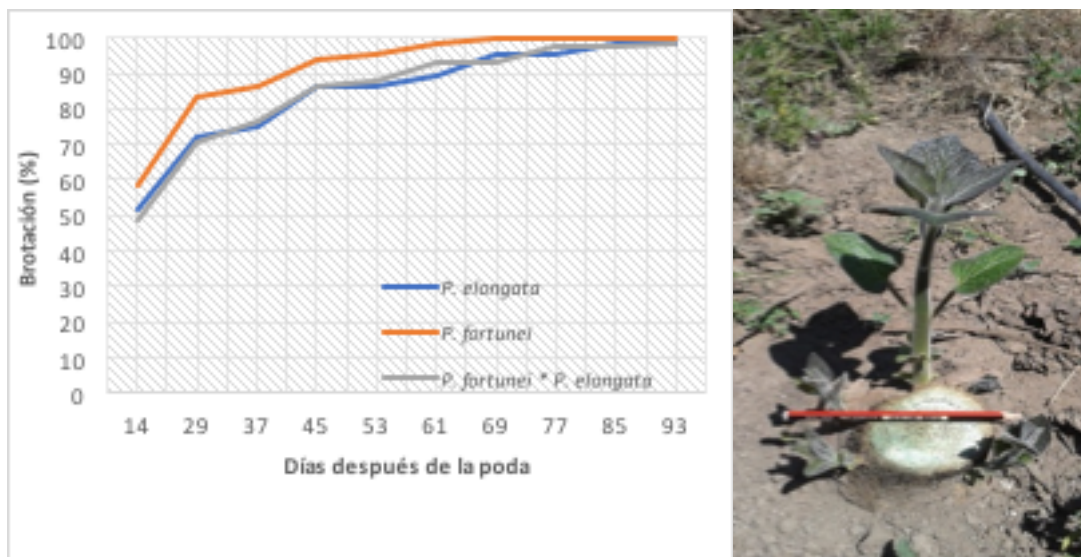 100
90
80
70
60
50
40
30
20
10
0
Brotación (%)
P. elongata
P. fortunei
P. fortunei * P. elongata
14 29 37 45 53 61 69 77 85 93
Días después de la poda